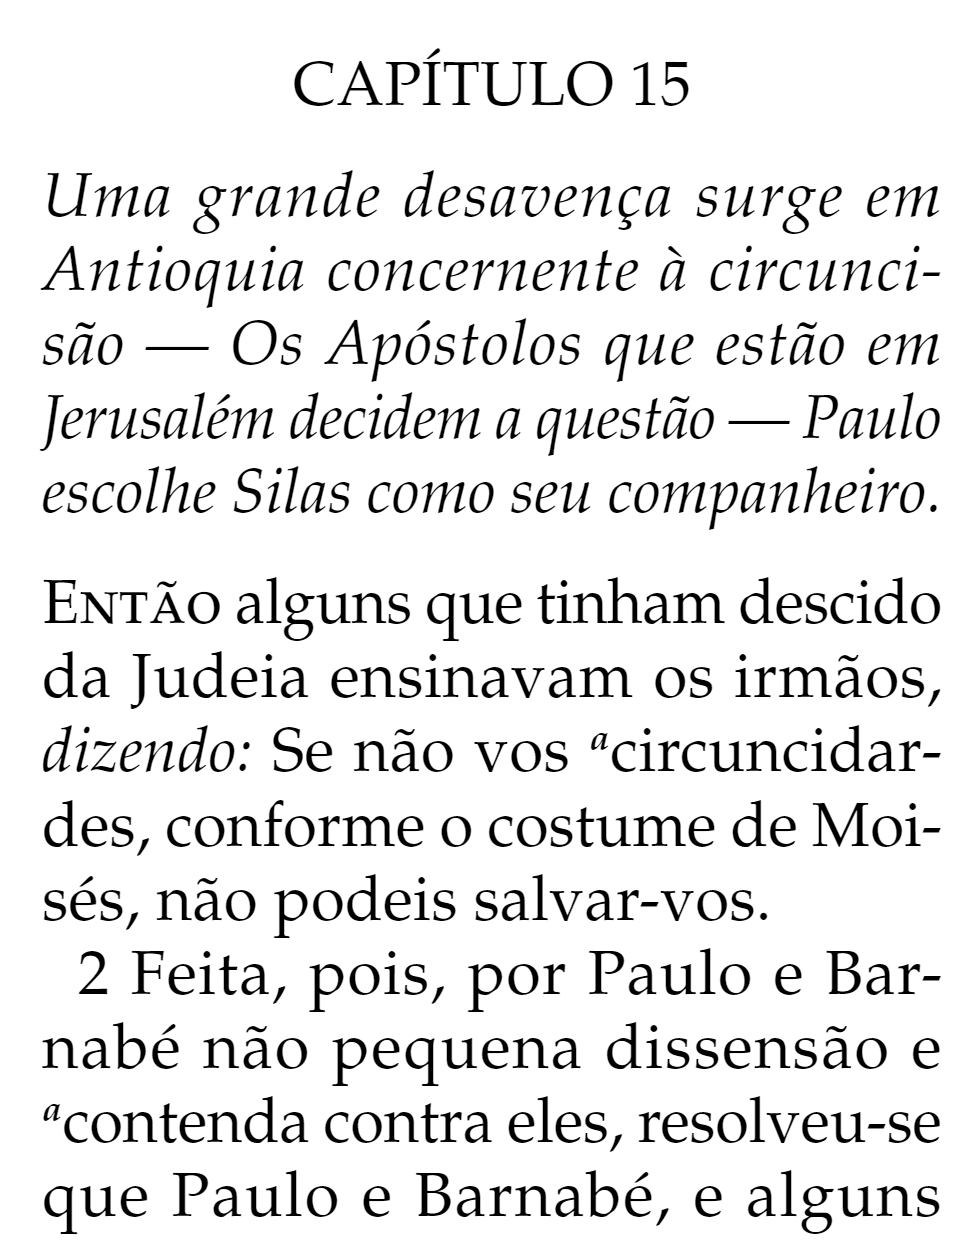 CAPÍTULO 15
Uma grande desavença surge em
Antioquia concernente à circunci-
são — Os Apóstolos que estão em
Jerusalém decidem a questão — Paulo
escolhe Silas como seu companheiro.
ENTÃO alguns que tinham descido
da Judeia ensinavam os irmãos,
dizendo: Se não vos ᵃcircuncidar-
des, conforme o costume de Moi-
sés, não podeis salvar-vos.
2 Feita, pois, por Paulo e Bar-
nabé não pequena dissensão e
ᵃcontenda contra eles, resolveu-se
que Paulo e Barnabé, e alguns